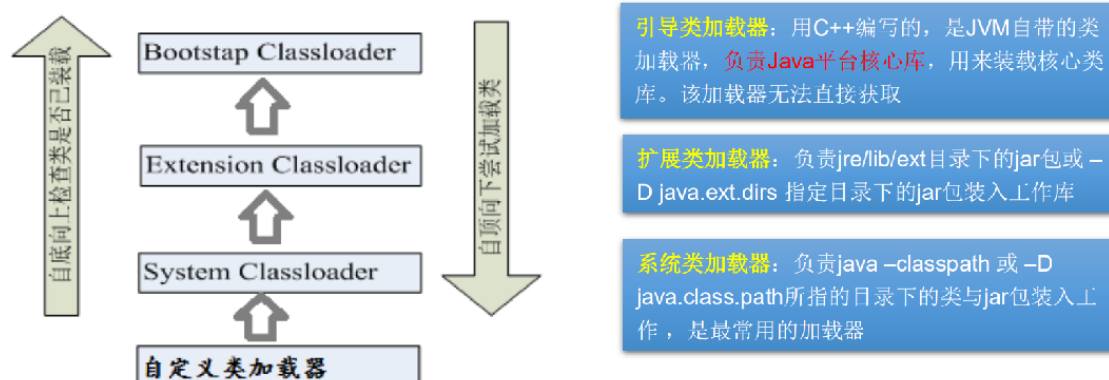 自底向上检查类是否已装载
Bootstap Classloader
Extension Classloader
System Classloader
自定义类加载器
自顶向下尝试加载类
引导类加载器：用C++编写的，是JVM自带的类
加载器，负责Java平台核心库，用来装载核心类
库。该加载器无法直接获取
扩展类加载器：负责jre/lib/ext目录下的jar包或 –
D java.ext.dirs 指定目录下的jar包装入工作库
系统类加载器：负责java –classpath 或 –D
java.class.path所指的目录下的类与jar包装入工
作 ，是最常用的加载器